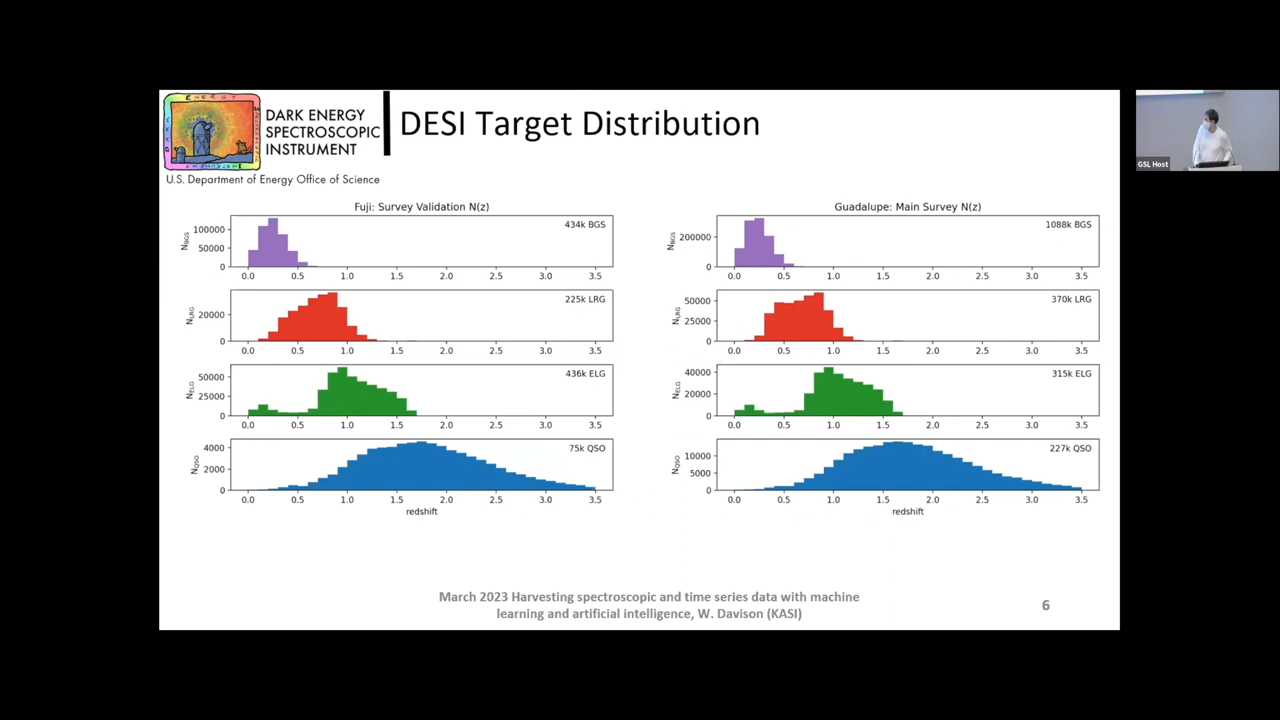 DARK ENERGY
SPECTROSCOPIC
INSTRUMENT
U.S. Department of Energy Office of Science
DESI Target Distribution
GSL Host
Fuji: Survey Validation N(z)
434k BGS
N_BGS
100000
50000
0
0.0 0.5 1.0 1.5 2.0 2.5 3.0 3.5
225k LRG
N_LRG
20000
0
0.0 0.5 1.0 1.5 2.0 2.5 3.0 3.5
436k ELG
N_ELG
50000
25000
0
0.0 0.5 1.0 1.5 2.0 2.5 3.0 3.5
75k QSO
N_QSO
4000
2000
0
0.0 0.5 1.0 1.5 2.0 2.5 3.0 3.5
redshift
Guadalupe: Main Survey N(z)
1088k BGS
N_BGS
200000
0
0.0 0.5 1.0 1.5 2.0 2.5 3.0 3.5
370k LRG
N_LRG
50000
25000
0
0.0 0.5 1.0 1.5 2.0 2.5 3.0 3.5
315k ELG
N_ELG
40000
20000
0
0.0 0.5 1.0 1.5 2.0 2.5 3.0 3.5
227k QSO
N_QSO
10000
5000
0
0.0 0.5 1.0 1.5 2.0 2.5 3.0 3.5
redshift
March 2023 Harvesting spectroscopic and time series data with machine
learning and artificial intelligence, W. Davison (KASI)
6